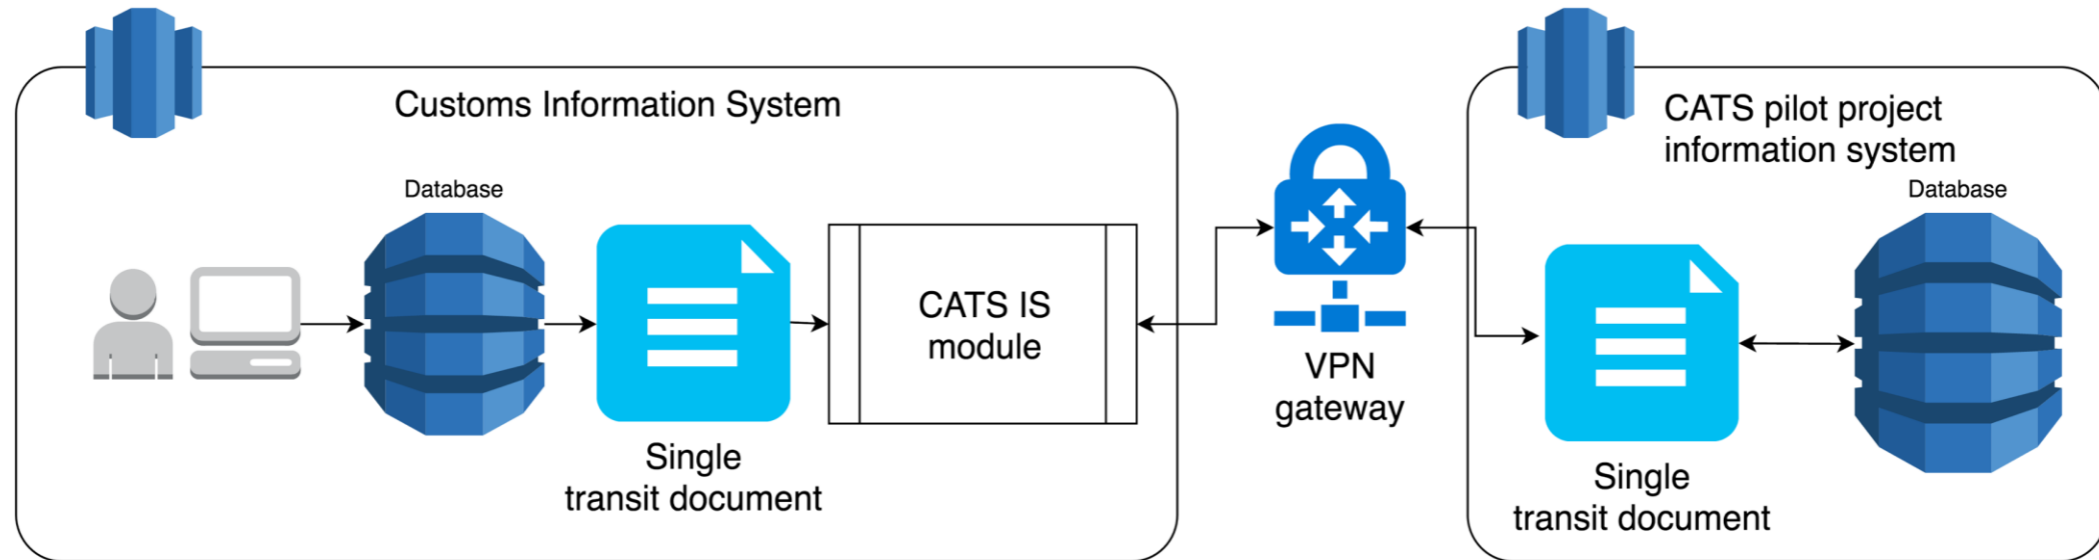 Customs Information System
Database
Single
transit document
CATS IS
module
VPN
gateway
CATS pilot project
information system
Database
Single
transit document